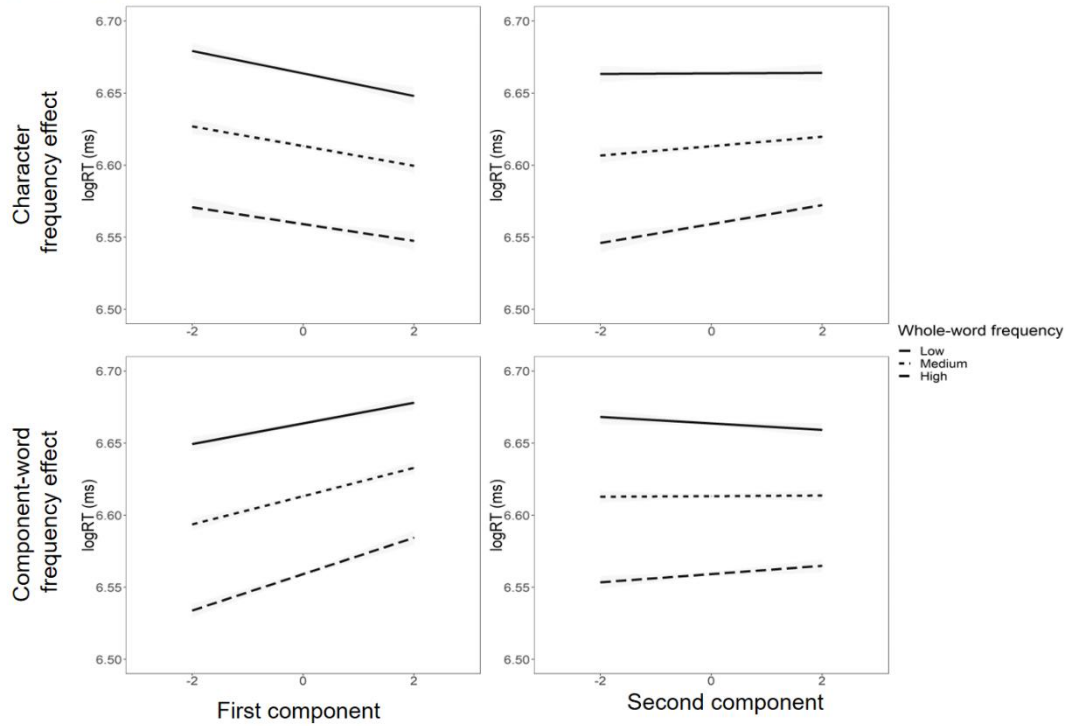 Character
frequency effect
logRT (ms)
6.70
6.65
6.60
6.55
6.50
-2 0 2
logRT (ms)
6.70
6.65
6.60
6.55
6.50
-2 0 2
Whole-word frequency
Low
Medium
High
Component-word
frequency effect
logRT (ms)
6.70
6.65
6.60
6.55
6.50
-2 0 2
First component
logRT (ms)
6.70
6.65
6.60
6.55
6.50
-2 0 2
Second component